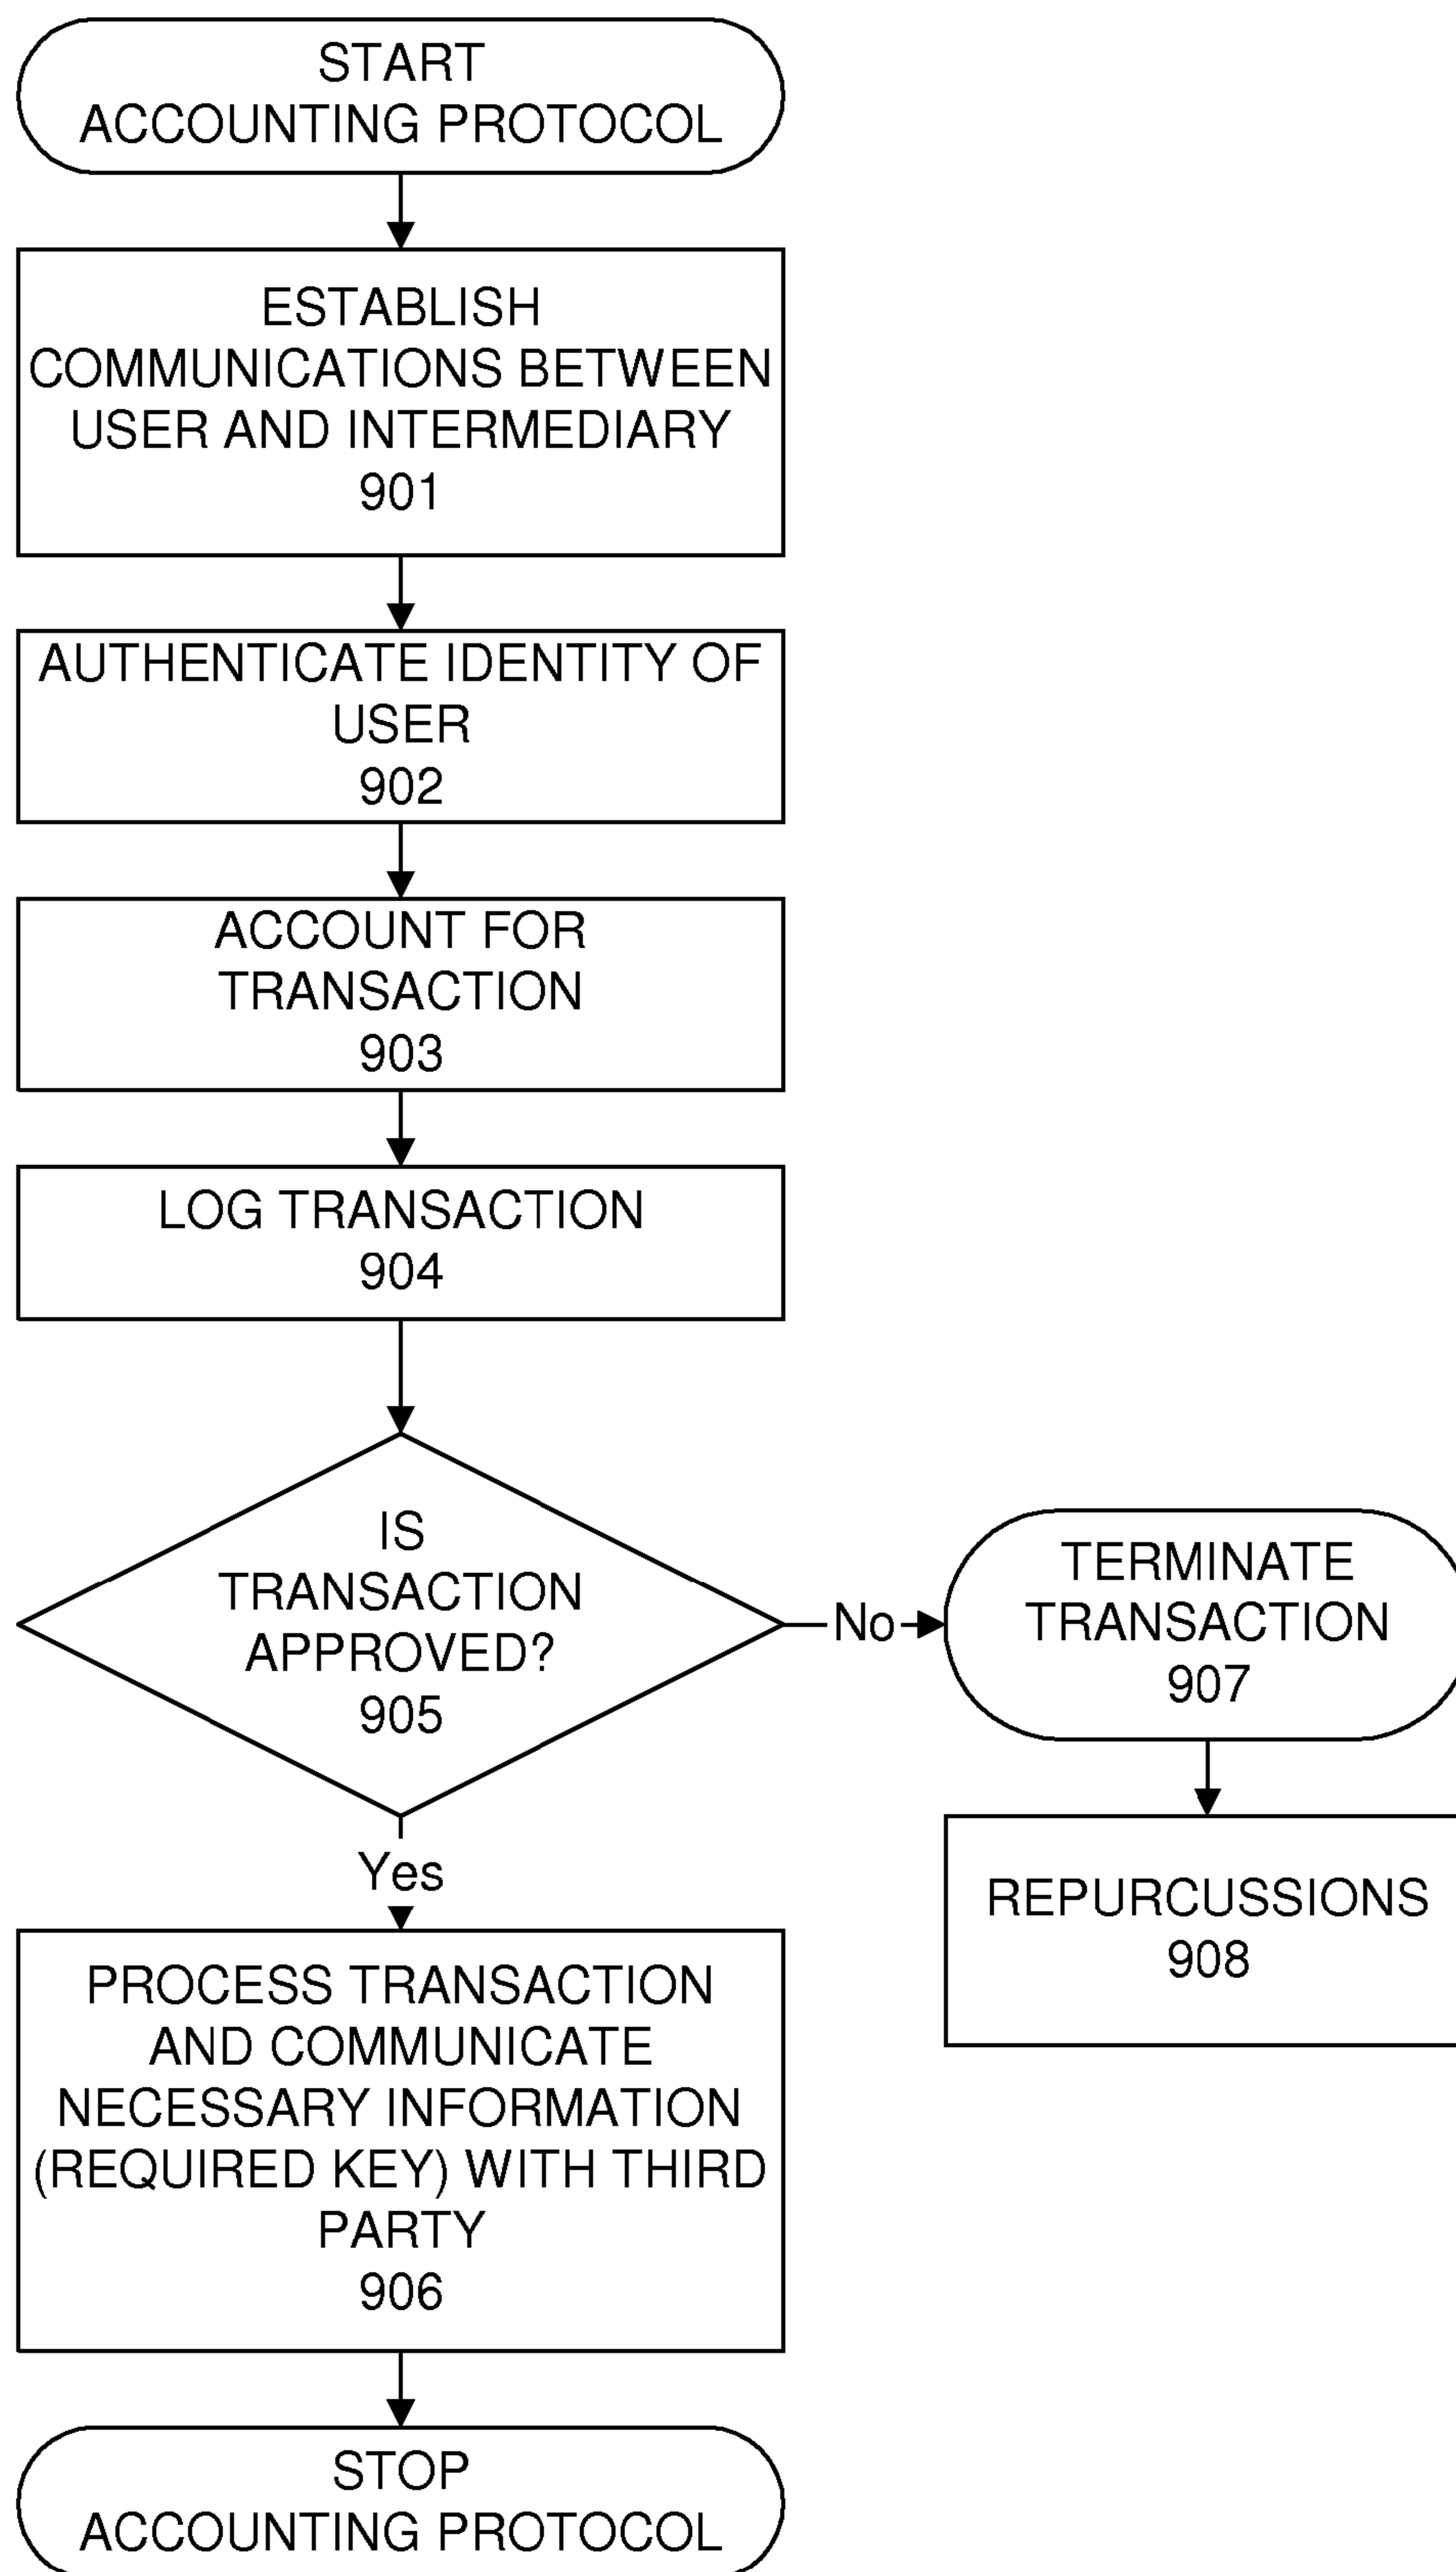 START
ACCOUNTING PROTOCOL
ESTABLISH
COMMUNICATIONS BETWEEN
USER AND INTERMEDIARY
901
AUTHENTICATE IDENTITY OF
USER
902
ACCOUNT FOR
TRANSACTION
903
LOG TRANSACTION
904
IS
TRANSACTION
APPROVED?
905
No
TERMINATE
TRANSACTION
907
REPURCUSSIONS
908
Yes
PROCESS TRANSACTION
AND COMMUNICATE
NECESSARY INFORMATION
(REQUIRED KEY) WITH THIRD
PARTY
906
STOP
ACCOUNTING PROTOCOL